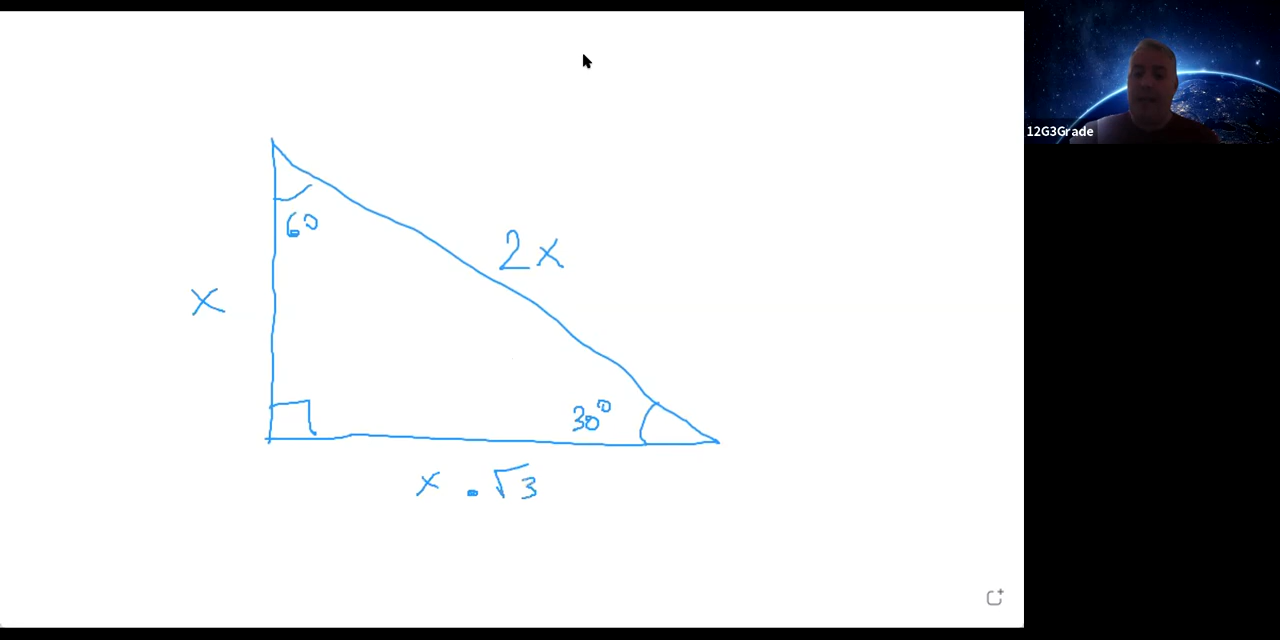 60
2x
x
30°
x . √3
12G3Grade